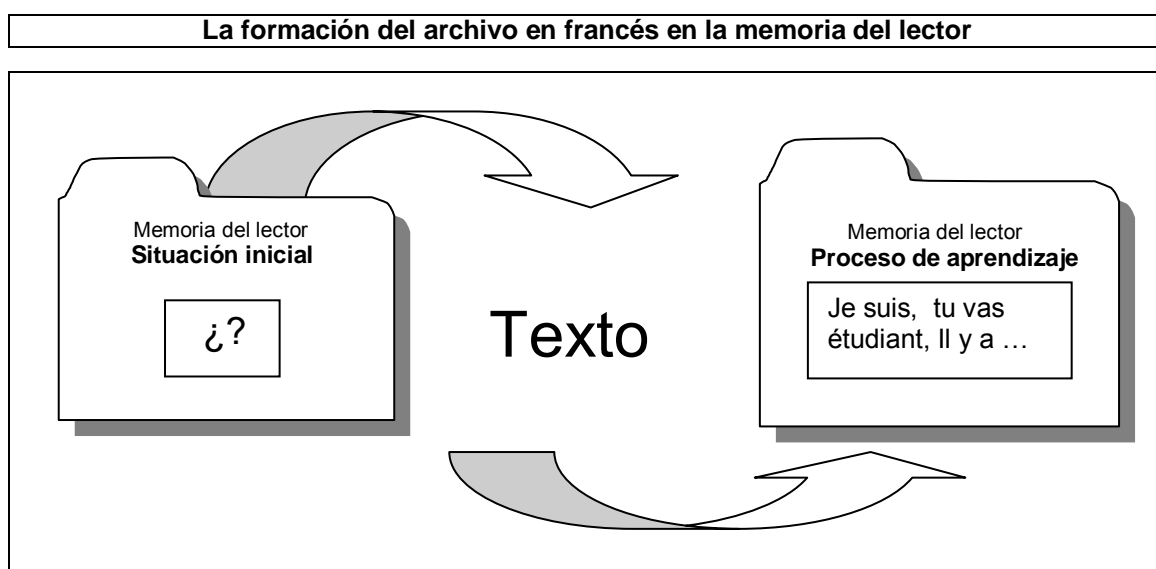 La formación del archivo en francés en la memoria del lector
Memoria del lector
Situación inicial
¿?
Texto
Memoria del lector
Proceso de aprendizaje
Je suis, tu vas
étudiant, Il y a …